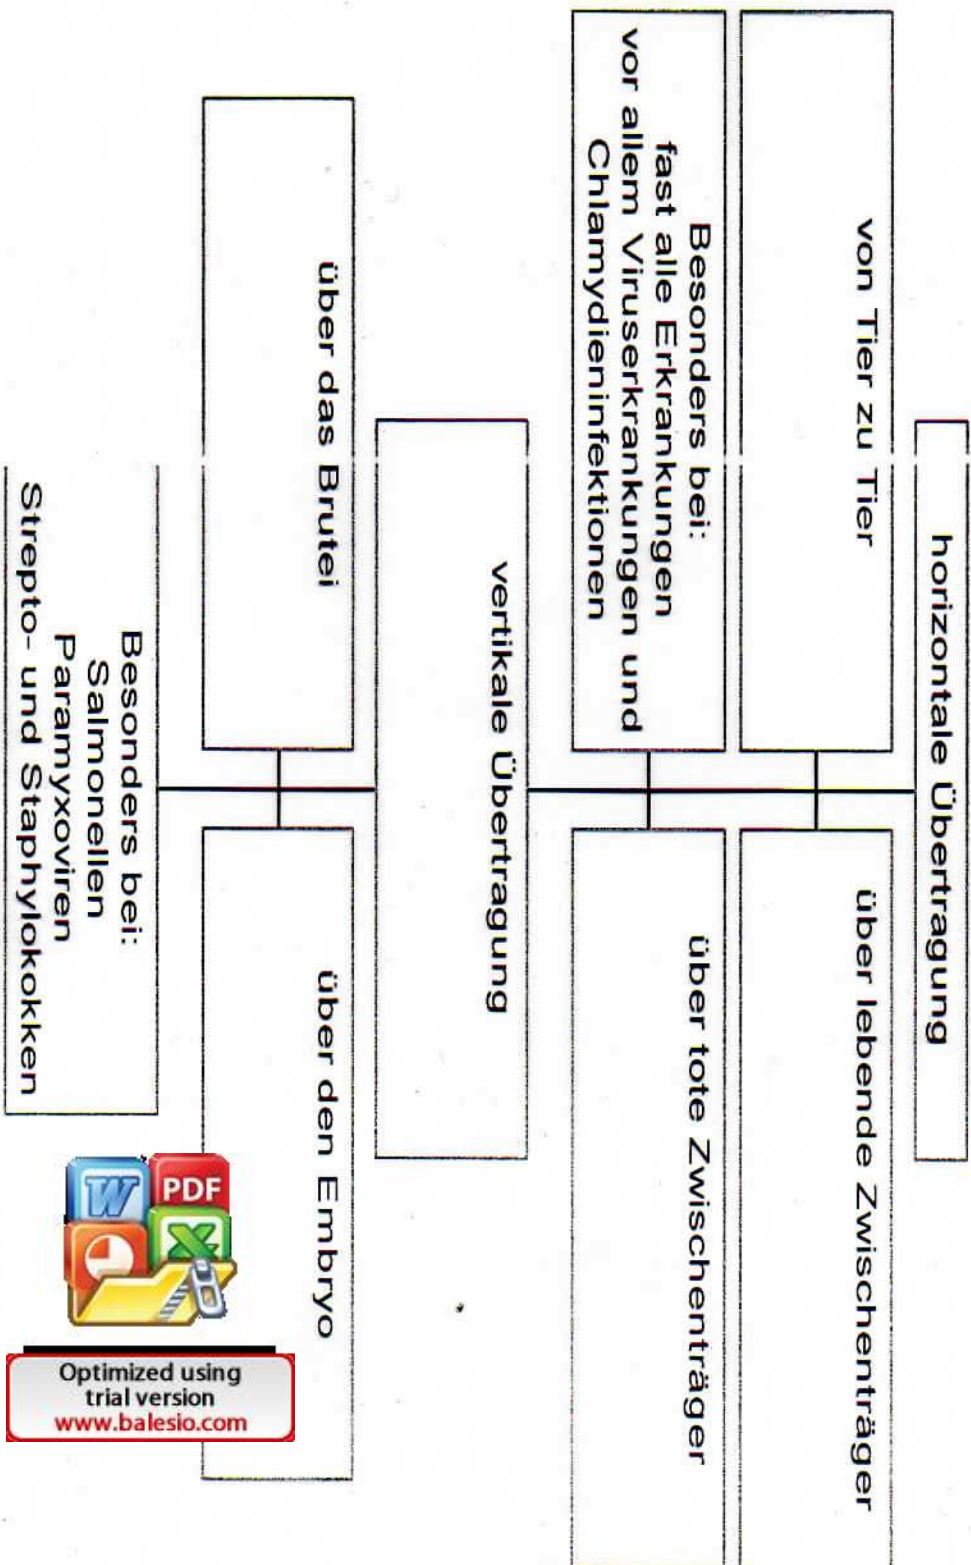 horizontale Übertragung
von Tier zu Tier
über lebende Zwischenträger
Besonders bei:
fast alle Erkrankungen
vor allem Viruserkrankungen und
Chlamydieninfektionen
über tote Zwischenträger
vertikale Übertragung
über das Brutei
über den Embryo
Besonders bei:
Salmonellen
Paramyxoviren
Strepto- und Staphylokokken
W
PDF
X
Optimized using
trial version
www.balesio.com